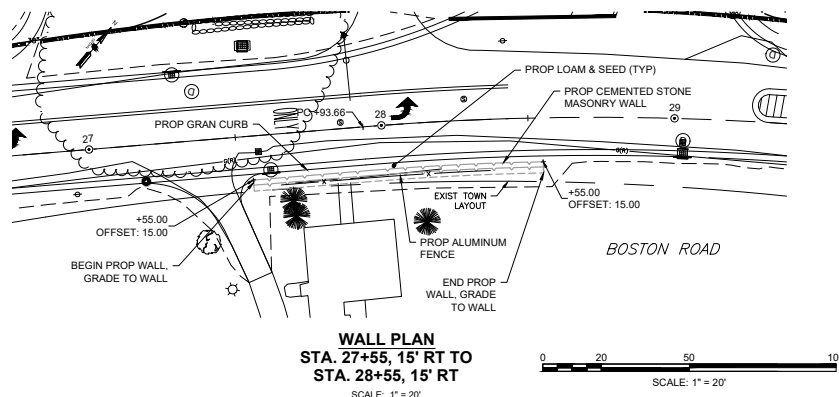 PROP LOAM & SEED (TYP)
PROP CEMENTED STONE
MASONRY WALL
29
PC +93.66
28
PROP GRAN CURB
27
D
D
S
S
G(R)
G(R)
X
X
+55.00
OFFSET: 15.00
EXIST TOWN
LAYOUT
+55.00
OFFSET: 15.00
BEGIN PROP WALL,
GRADE TO WALL
PROP ALUMINUM
FENCE
END PROP
WALL, GRADE
TO WALL
BOSTON ROAD
WALL PLAN
STA. 27+55, 15' RT TO
STA. 28+55, 15' RT
SCALE: 1" = 20'
0 20 50 10
SCALE: 1" = 20'